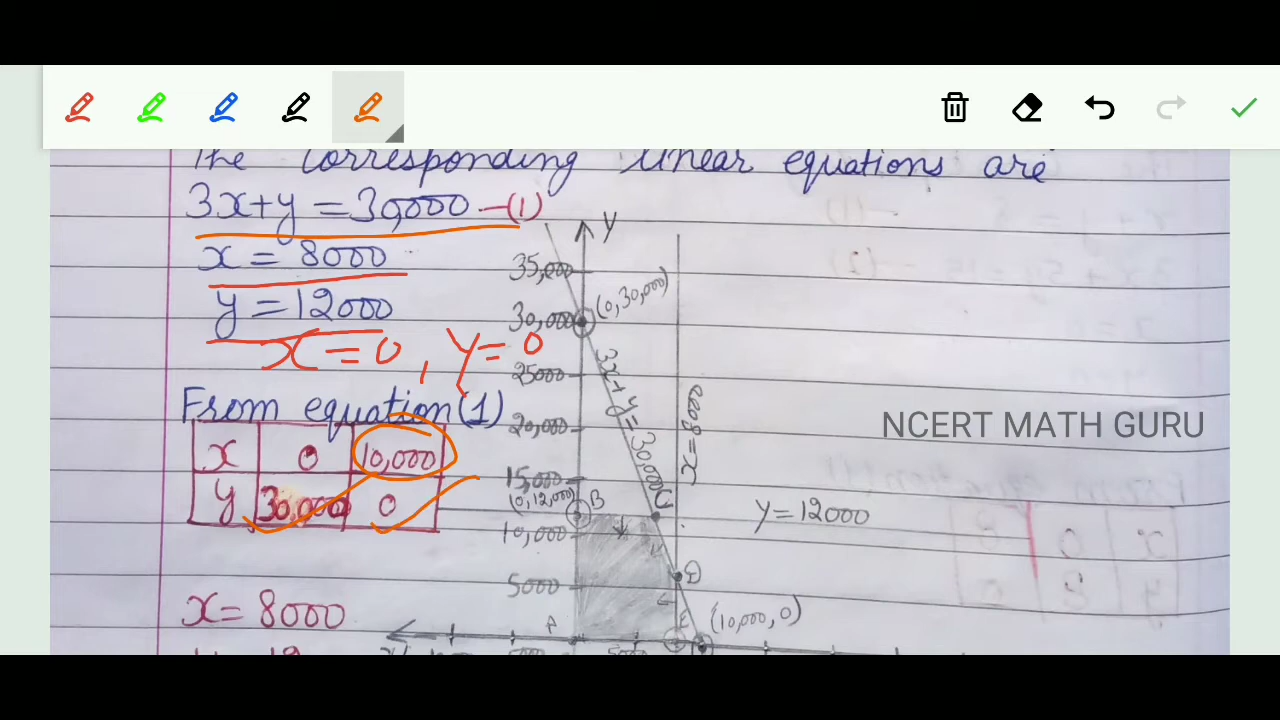 The corresponding linear equations are
3x+y = 30,000 —(1)
x = 8000
y = 12000
x = 0, y = 0
From equation (1)
x 0 10,000
y 30,000 0
x = 8000
Y
35,000
30,000
(0,30,000)
25000
20,000
15,000
(0,12,000) B
10,000
5000
A
3x+y=30,000
C
x=8000
D
E
y=12000
(10,000,0)
NCERT MATH GURU